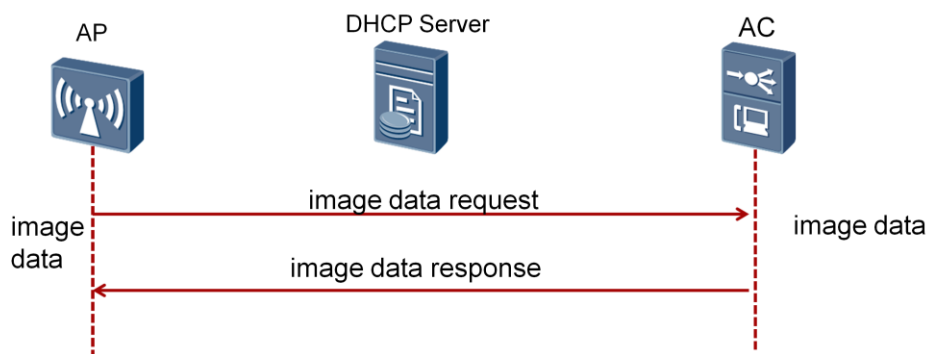 AP
DHCP Server
AC
image data request
image
data
image data
image data response